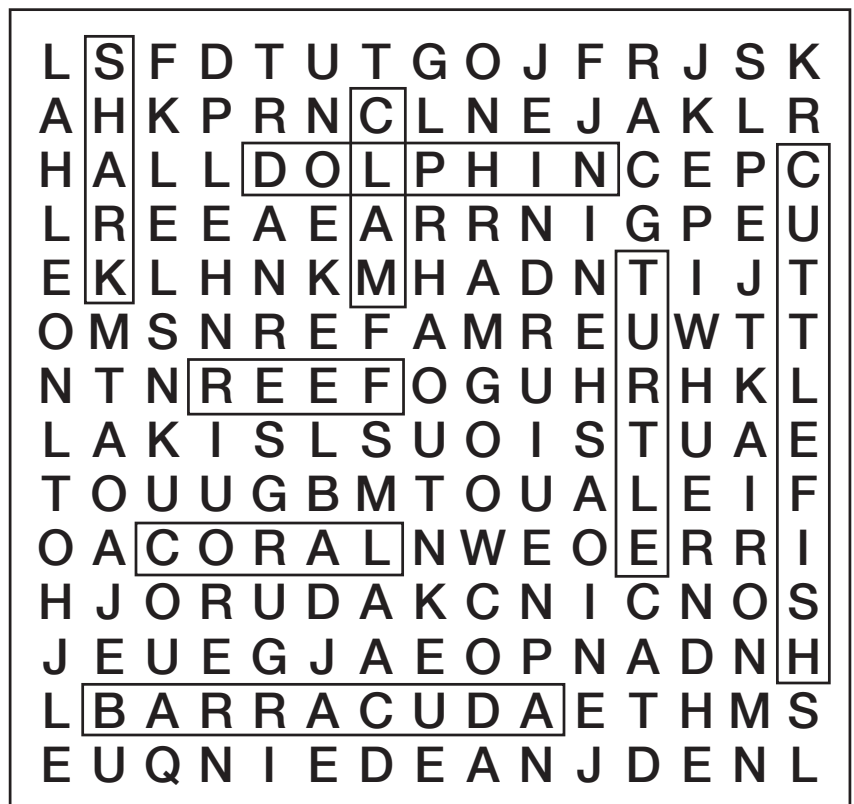 L S F D T U T G O J F R J S K
A H K P R N C L N E J A K L R
H A L L D O L P H I N C E P C
L R E E A E A R R N I G P E U
E K L H N K M H A D N T I J T
O M S N R E F A M R E U W T T
N T N R E E F O G U H R H K L
L A K I S L S U O I S T U A E
T O U U G B M T O U A L E I F
O A C O R A L N W E O E R R I
H J O R U D A K C N I C N O S
J E U E G J A E O P N A D N H
L B A R R A C U D A E T H M S
E U Q N I E D E A N J D E N L